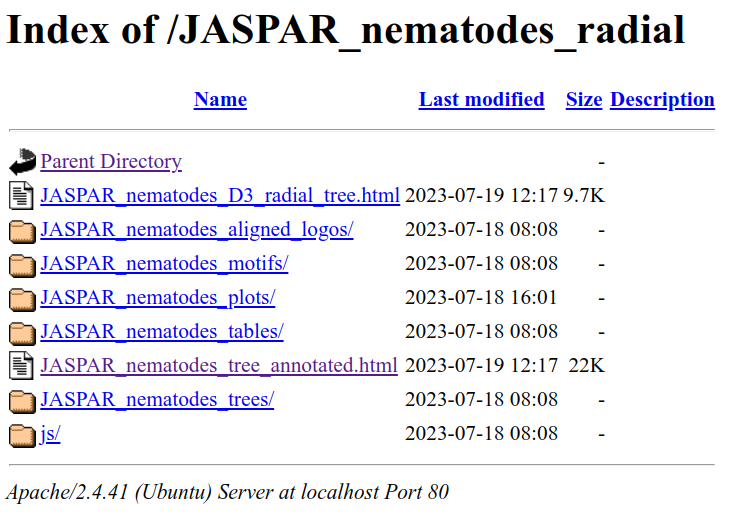 Index of /JASPAR_nematodes_radial
Name Last modified Size Description
Parent Directory -
JASPAR_nematodes_D3_radial_tree.html 2023-07-19 12:17 9.7K
JASPAR_nematodes_aligned_logos/ 2023-07-18 08:08 -
JASPAR_nematodes_motifs/ 2023-07-18 08:08 -
JASPAR_nematodes_plots/ 2023-07-18 16:01 -
JASPAR_nematodes_tables/ 2023-07-18 08:08 -
JASPAR_nematodes_tree_annotated.html 2023-07-19 12:17 22K
JASPAR_nematodes_trees/ 2023-07-18 08:08 -
js/ 2023-07-18 08:08 -
Apache/2.4.41 (Ubuntu) Server at localhost Port 80